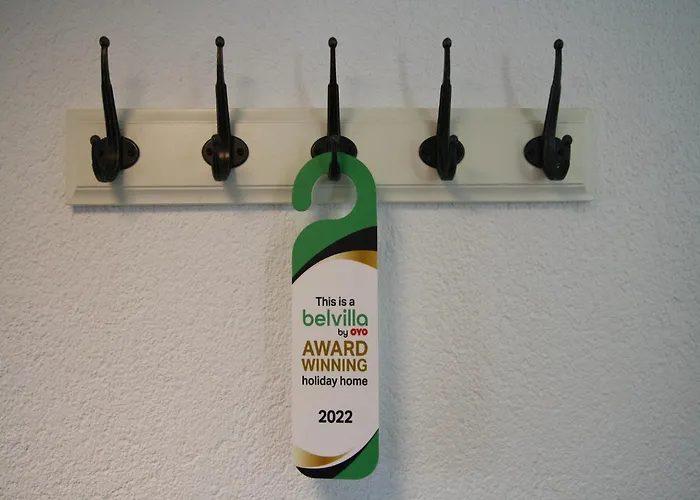 This is a
belvilla
by OYO
AWARD
WINNING
holiday home
2022